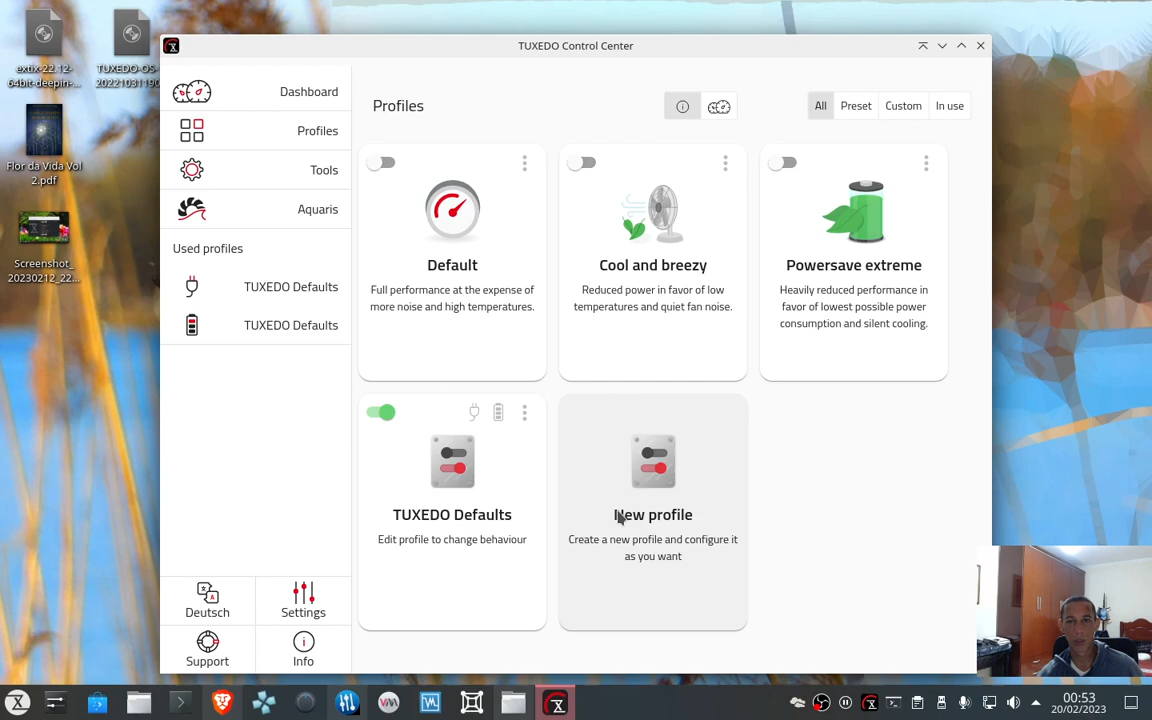 extix-22.12-
64bit-deepin-...
TUXEDO-OS-
20221031190
Flor da Vida Vol
2.pdf
Screenshot_
20230212_22...
TUXEDO Control Center
Dashboard
Profiles
Tools
Aquaris
Used profiles
TUXEDO Defaults
TUXEDO Defaults
Deutsch
Settings
Support
Info
Profiles
All
Preset
Custom
In use
Default
Full performance at the expense of
more noise and high temperatures.
Cool and breezy
Reduced power in favor of low
temperatures and quiet fan noise.
Powersave extreme
Heavily reduced performance in
favor of lowest possible power
consumption and silent cooling.
TUXEDO Defaults
Edit profile to change behaviour
New profile
Create a new profile and configure it
as you want
00:53
20/02/2023